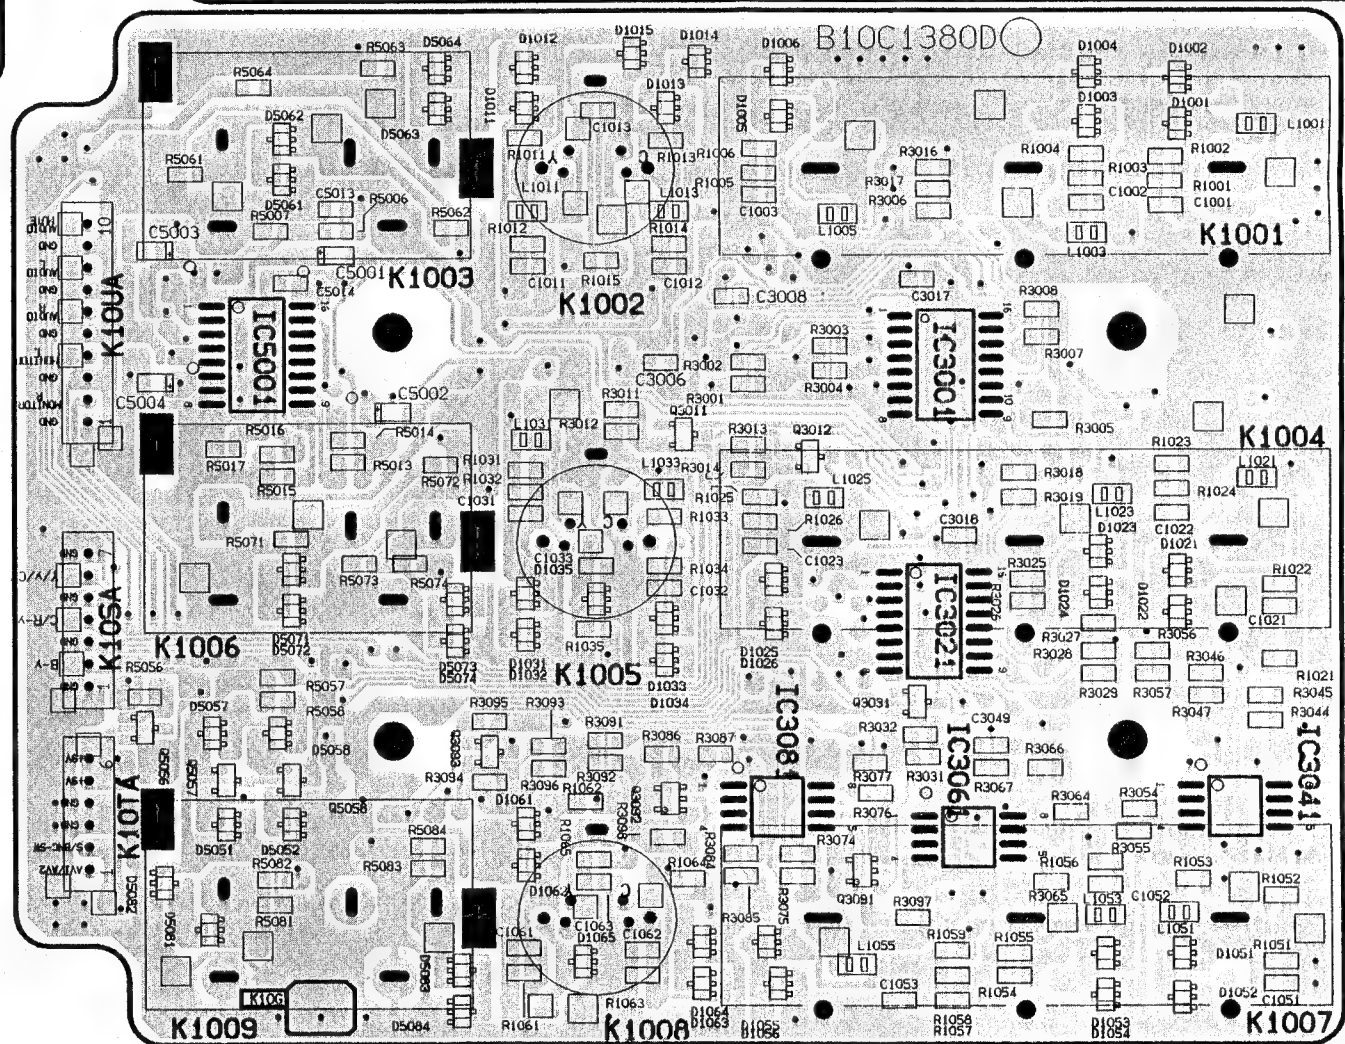 B10C1380D
R5063 D5064 D1012 D1015 D1014 D1006 D1004 D1002
R5064 D5062 D5063 D1011 D1013 D1005 D1003 D1001 L1001
R5061 C1013 R1011 R1013 R1006 R3016 R1004 R1003 R1002
D5061 C5013 R5006 L1011 L1013 R1005 R3017 C1002 R1001
R5007 R5062 R1012 R1014 C1003 R3006 L1005 L1003 C1001
C5003 C5001 K1003 R1015 K1001
C5014 C1011 K1002 C1012 C3008 C3017 R3008
K10UA IC5001 R3003 IC3001 R3007
C3006 R3002 R3004
C5004 C5002 R3011 R3001 R3005
R5016 R5014 L1031 R3012 Q3011 R3013 Q3012 K1004
R5017 R5013 R5072 R1031 R1032 L1033 R3014 L1025 R3018 R1023 L1021
R5015 C1031 R1025 R3019 L1023 R1024
R5071 R1033 R1026 C3018 D1023 C1022 D1021
R5073 R5074 C1033 D1035 R1034 C1032 C1023 R3025 D1024 D1022 R1022
K10SA IC3021 R3026 C1021
K1006 D5071 D5072 R1035 R3027 R3056
R5056 D5073 D5074 D1031 D1032 K1005 D1033 D1025 D1026 R3028 R3046 R1021
R5057 D1034 IC3081 R3029 R3057 R3045
D5057 R5058 R3095 R3093 R3091 Q3031 R3047 R3044
D5058 Q3093 R3086 R3087 R3032 C3049 R3066
Q5056 Q5057 R3094 R3096 R3092 R3077 R3031 IC3061 R3067 IC3041
K10TA Q5058 D1061 R1062 Q3092 R3076 R3064 R3054
D5051 D5052 R5084 R1065 R3098 R3084 R3074 R3055
D5082 R5082 R5083 D1062 R1064 R1056 R1053
R5081 C1063 R3085 R3075 Q3091 R3097 R3065 L1053 C1052 R1052
Q5081 C1061 D1065 C1062 L1055 R1059 R1055 L1051 R1051
D5083 C1053 R1054 D1051
K10G R1063 D1064 D1063 R1058 D1052 C1051
K1009 D5084 R1061 K1008 D1055 D1056 R1057 D1053 D1054 K1007